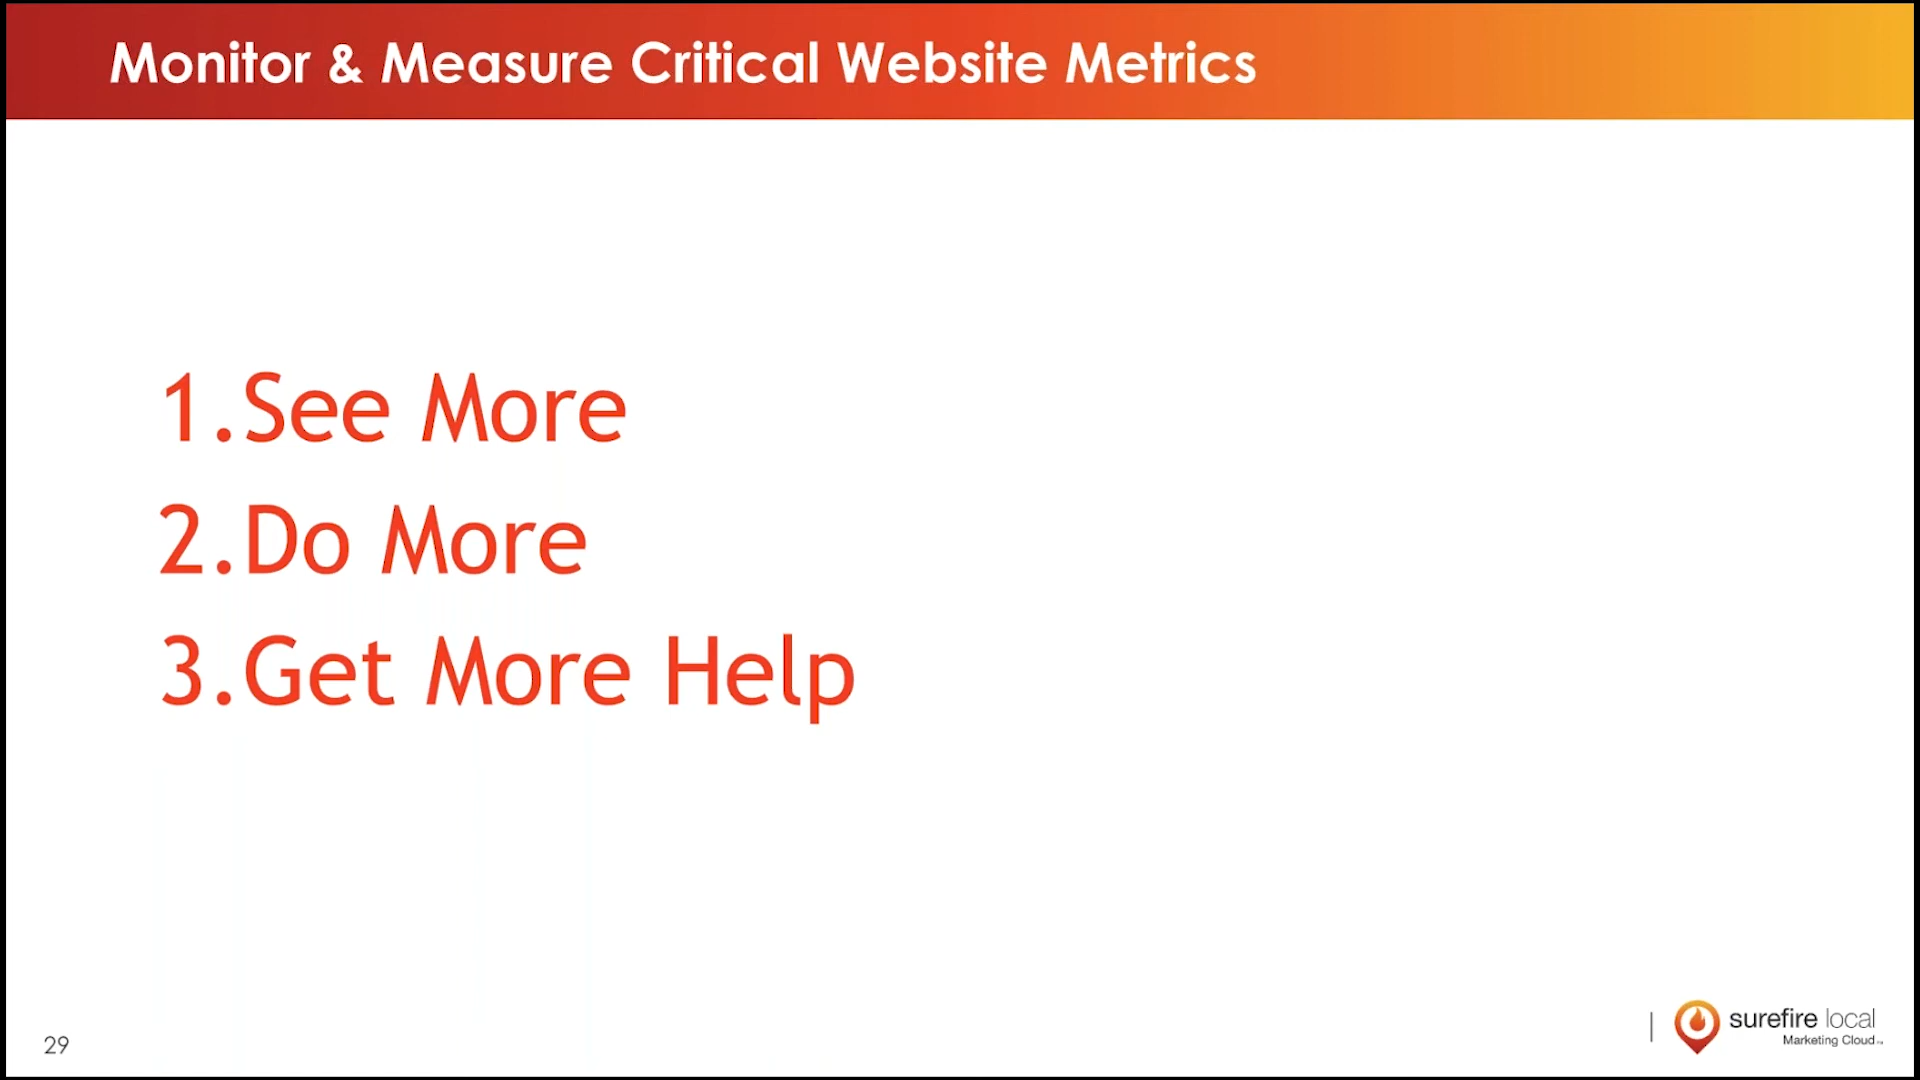 Monitor & Measure Critical Website Metrics
1.See More
2.Do More
3.Get More Help
29
surefire local
Marketing Cloud